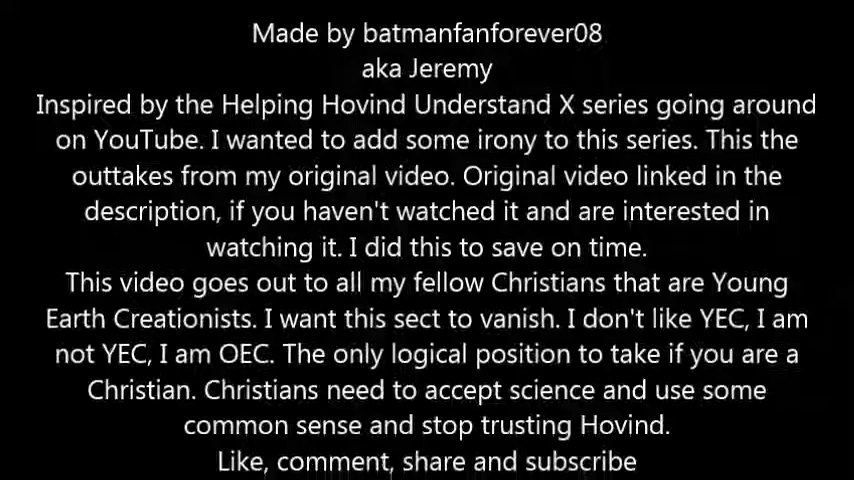 Made by batmanfanforever08
aka Jeremy
Inspired by the Helping Hovind Understand X series going around
on YouTube. I wanted to add some irony to this series. This the
outtakes from my original video. Original video linked in the
description, if you haven't watched it and are interested in
watching it. I did this to save on time.
This video goes out to all my fellow Christians that are Young
Earth Creationists. I want this sect to vanish. I don't like YEC, I am
not YEC, I am OEC. The only logical position to take if you are a
Christian. Christians need to accept science and use some
common sense and stop trusting Hovind.
Like, comment, share and subscribe